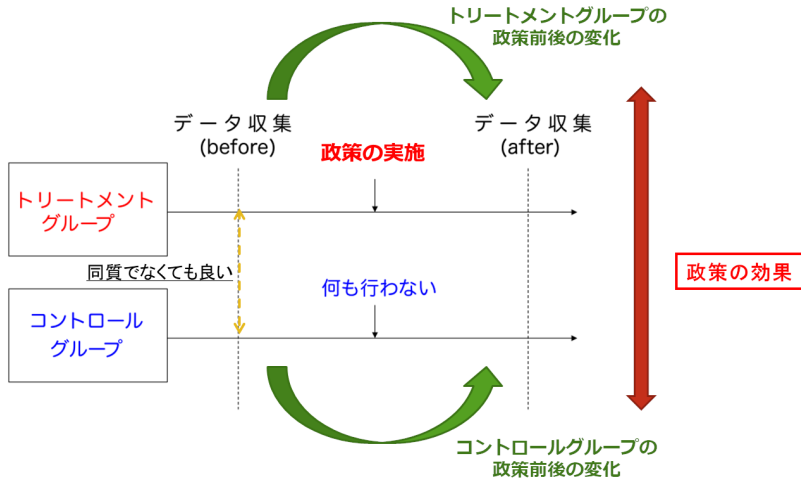 トリートメントグループの
政策前後の変化
データ収集
(before)
政策の実施
データ収集
(after)
トリートメント
グループ
同質でなくても良い
何も行わない
政策の効果
コントロール
グループ
コントロールグループの
政策前後の変化